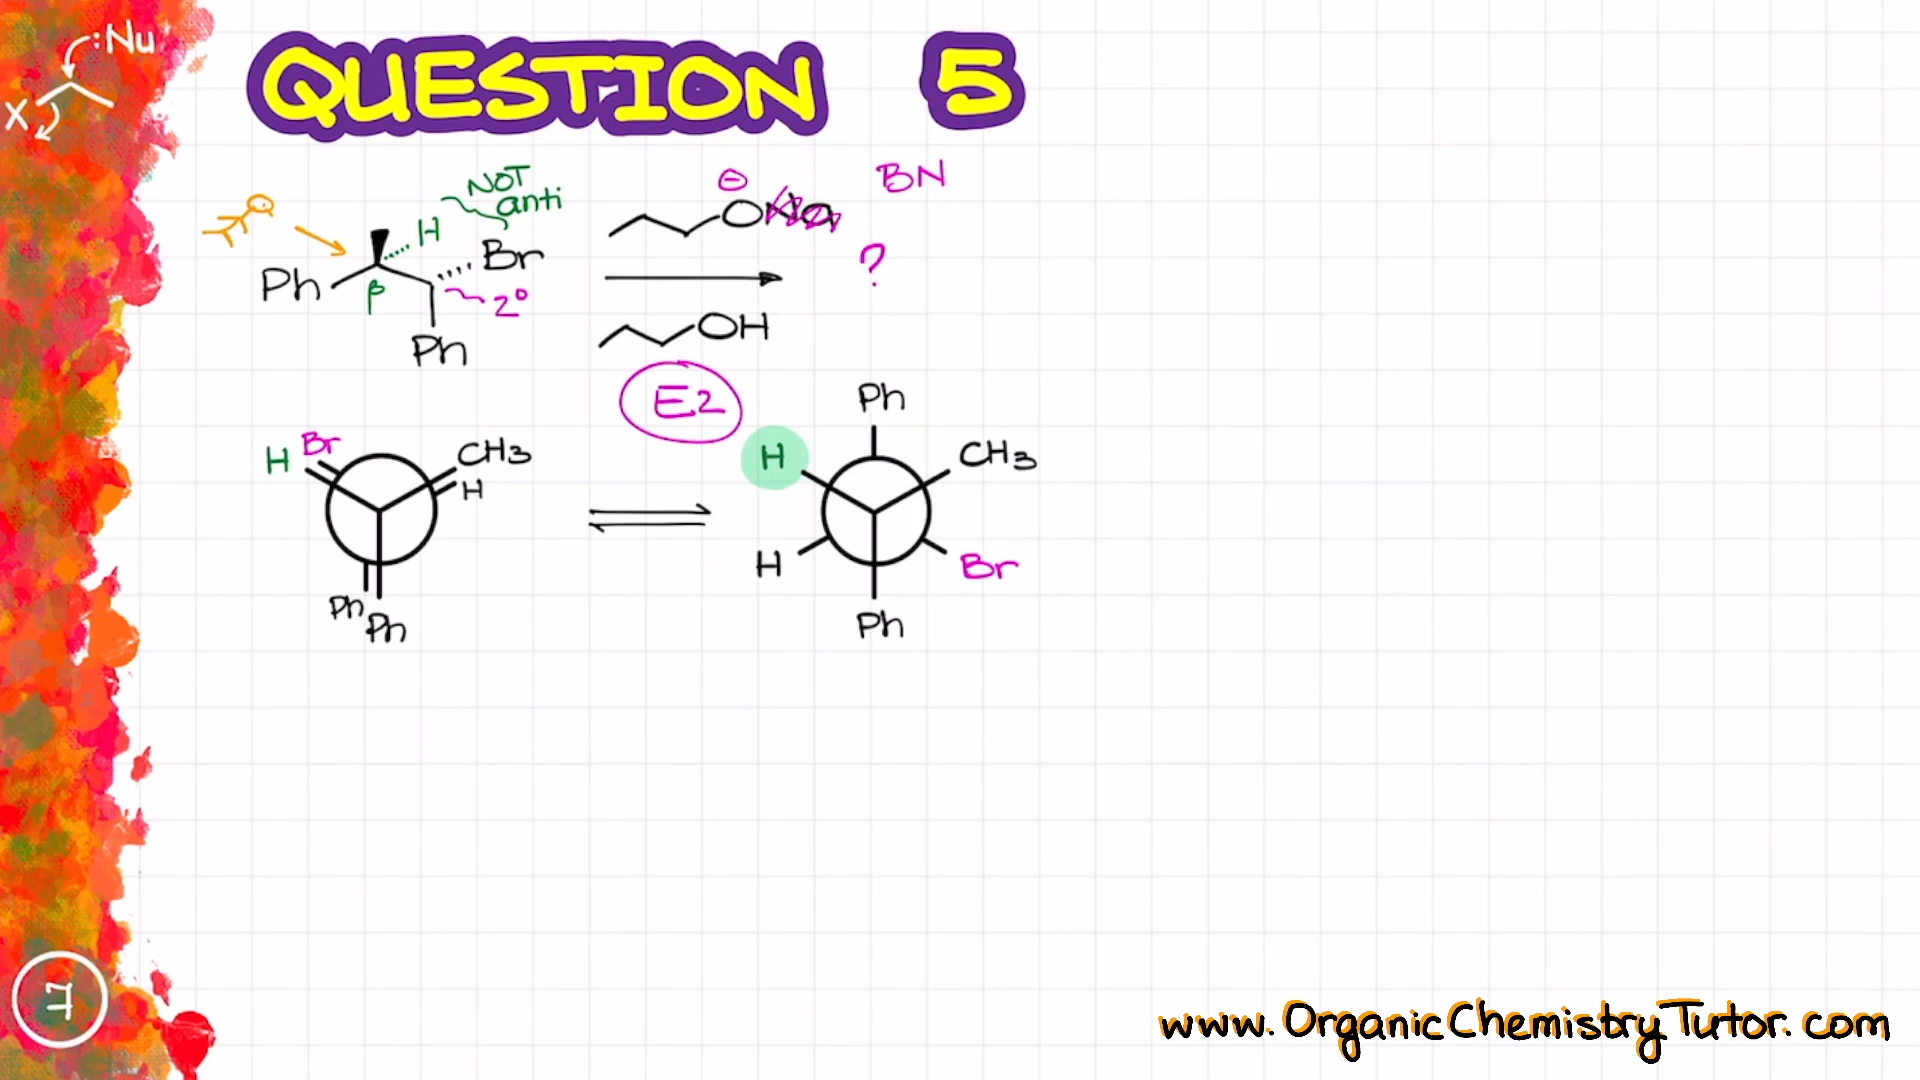 :Nu
X
QUESTION 5
NOT
anti
H
Br
Ph
β
2°
Ph
⊖
O
BN
?
OH
E2
H Br
CH3
H
Ph
Ph
Ph
H
CH3
H
Br
Ph
7
www.OrganicChemistryTutor.com